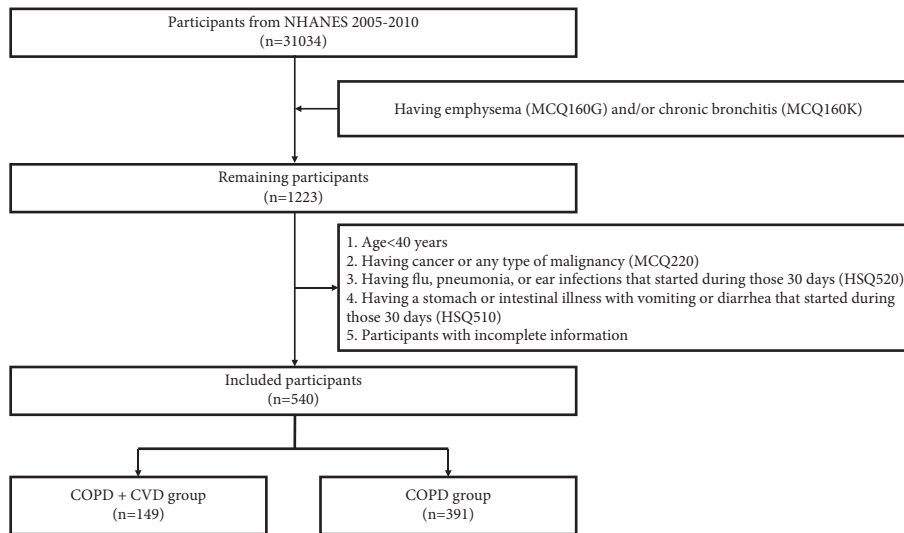 Participants from NHANES 2005-2010
(n=31034)
Having emphysema (MCQ160G) and/or chronic bronchitis (MCQ160K)
Remaining participants
(n=1223)
1. Age<40 years
2. Having cancer or any type of malignancy (MCQ220)
3. Having flu, pneumonia, or ear infections that started during those 30 days (HSQ520)
4. Having a stomach or intestinal illness with vomiting or diarrhea that started during
those 30 days (HSQ510)
5. Participants with incomplete information
Included participants
(n=540)
COPD + CVD group
(n=149)
COPD group
(n=391)